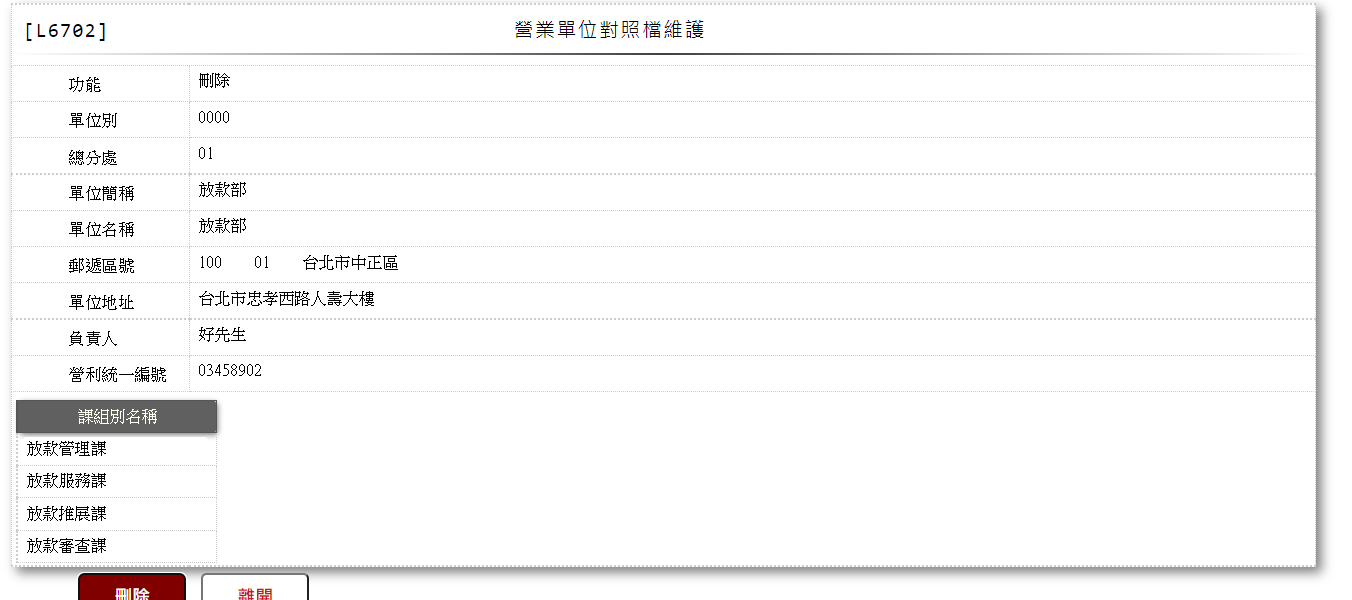 [L6702] 營業單位對照檔維護
功能 刪除
單位別 0000
總分處 01
單位簡稱 放款部
單位名稱 放款部
郵遞區號 100 01 台北市中正區
單位地址 台北市忠孝西路人壽大樓
負責人 好先生
營利統一編號 03458902
課組別名稱
放款管理課
放款服務課
放款推展課
放款審查課
刪除 離開